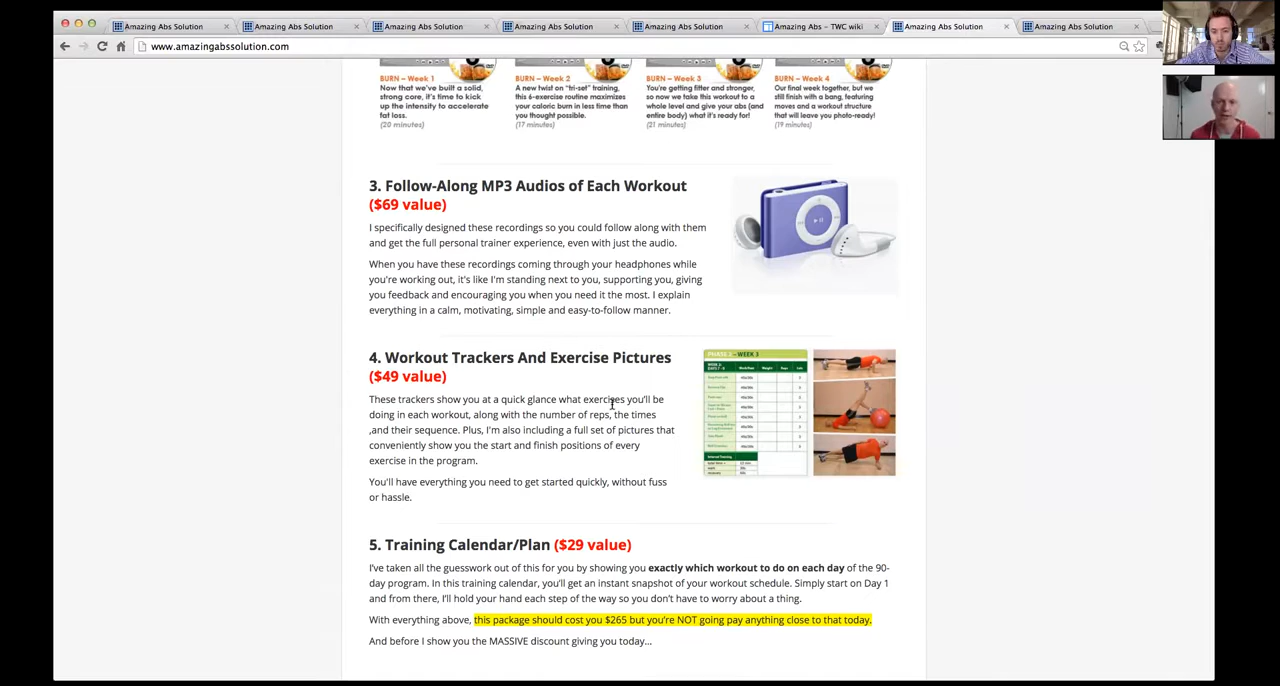 Amazing Abs Solution
Amazing Abs Solution
Amazing Abs Solution
Amazing Abs Solution
Amazing Abs Solution
Amazing Abs – TWC wiki
Amazing Abs Solution
Amazing Abs Solution
www.amazingabssolution.com
BURN – Week 1
Now that we've built a solid,
strong core, it's time to kick
up the intensity to accelerate
fat loss.
(20 minutes)
BURN – Week 2
A new twist on "tri-set" training,
this 6-exercise routine maximizes
your caloric burn in less time than
you thought possible.
(17 minutes)
BURN – Week 3
You're getting fitter and stronger,
so now we take this workout to a
whole level and give your abs (and
entire body) what it's ready for!
(21 minutes)
BURN – Week 4
Our final week together, but we
still finish with a bang, featuring
moves and a workout structure
that will leave you photo-ready!
(19 minutes)
3. Follow-Along MP3 Audios of Each Workout
($69 value)
I specifically designed these recordings so you could follow along with them
and get the full personal trainer experience, even with just the audio.
When you have these recordings coming through your headphones while
you're working out, it's like I'm standing next to you, supporting you, giving
you feedback and encouraging you when you need it the most. I explain
everything in a calm, motivating, simple and easy-to-follow manner.
4. Workout Trackers And Exercise Pictures
($49 value)
These trackers show you at a quick glance what exercises you'll be
doing in each workout, along with the number of reps, the times
,and their sequence. Plus, I'm also including a full set of pictures that
conveniently show you the start and finish positions of every
exercise in the program.
You'll have everything you need to get started quickly, without fuss
or hassle.
PHASE 2 – WEEK 3
5. Training Calendar/Plan ($29 value)
I've taken all the guesswork out of this for you by showing you exactly which workout to do on each day of the 90-
day program. In this training calendar, you'll get an instant snapshot of your workout schedule. Simply start on Day 1
and from there, I'll hold your hand each step of the way so you don't have to worry about a thing.
With everything above, this package should cost you $265 but you're NOT going pay anything close to that today.
And before I show you the MASSIVE discount giving you today...